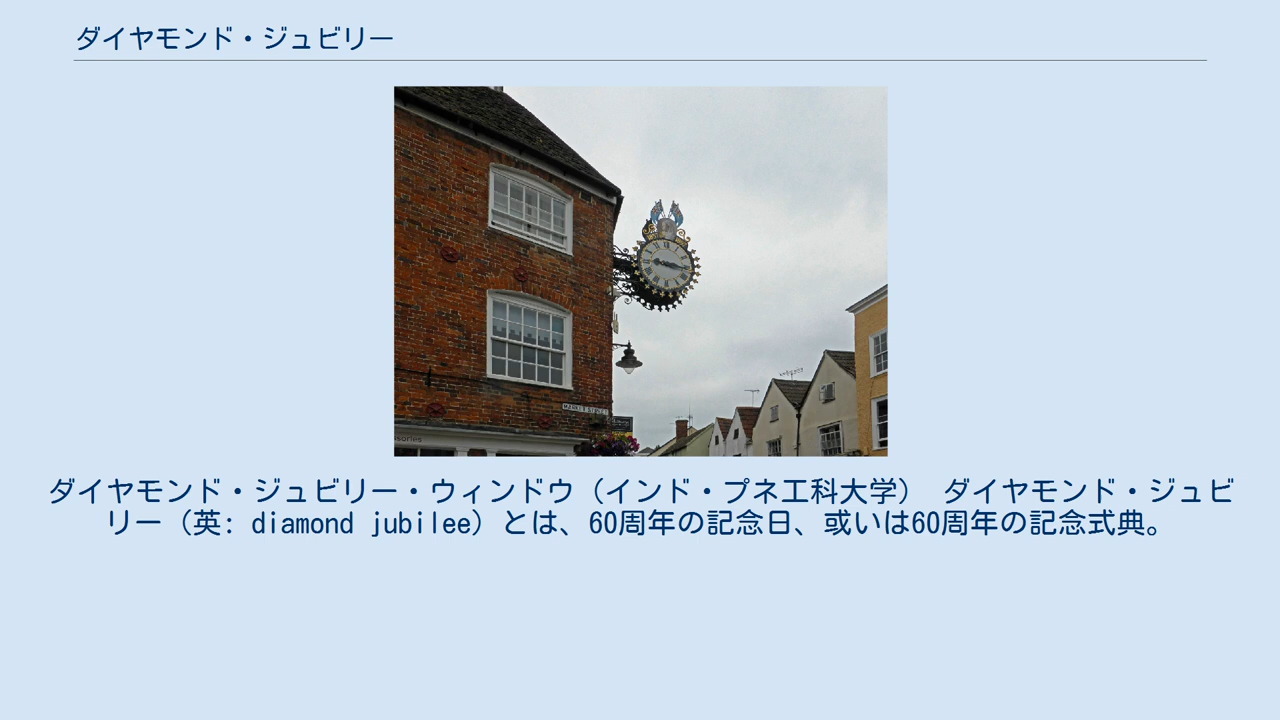 ダイヤモンド・ジュビリー
MARKET STREET
sories
ダイヤモンド・ジュビリー・ウィンドウ（インド・プネ工科大学） ダイヤモンド・ジュビ
リー（英: diamond jubilee）とは、60周年の記念日、或いは60周年の記念式典。